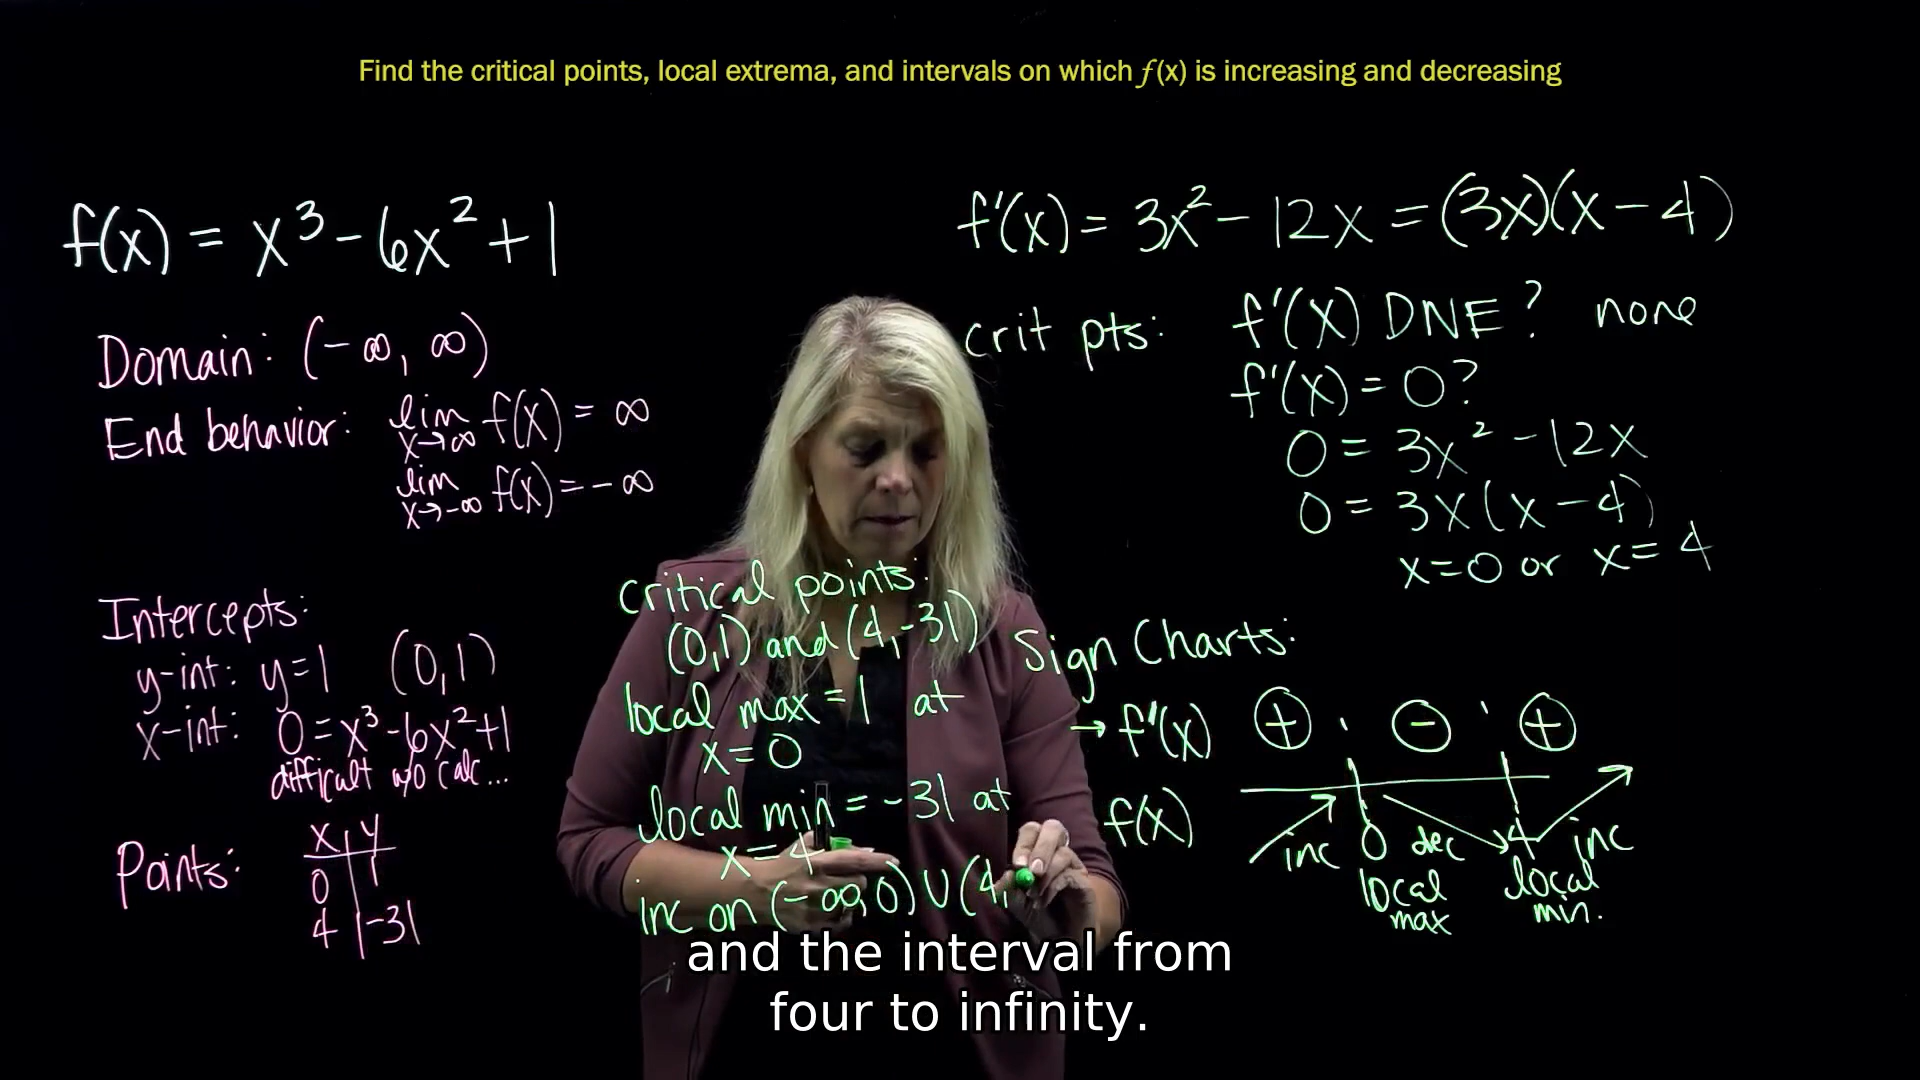 Find the critical points, local extrema, and intervals on which f(x) is increasing and decreasing
f(x) = x³ - 6x² + 1
Domain: (-∞, ∞)
End behavior: lim x→∞ f(x) = ∞
lim x→-∞ f(x) = -∞
Intercepts:
y-int: y=1 (0,1)
x-int: 0 = x³-6x²+1
difficult w/o calc...
Points:
x y
0 1
4 -31
critical points:
(0,1) and (4,-31)
local max = 1 at
x=0
local min = -31 at
x=4
inc on (-∞,0) U (4,
f'(x) = 3x² - 12x = (3x)(x-4)
crit pts: f'(x) DNE? none
f'(x) = 0?
0 = 3x² - 12x
0 = 3x(x-4)
x=0 or x=4
Sign Charts:
→ f'(x) + - +
f(x) inc 0 dec 4 inc
local max
local min.
and the interval from
four to infinity.